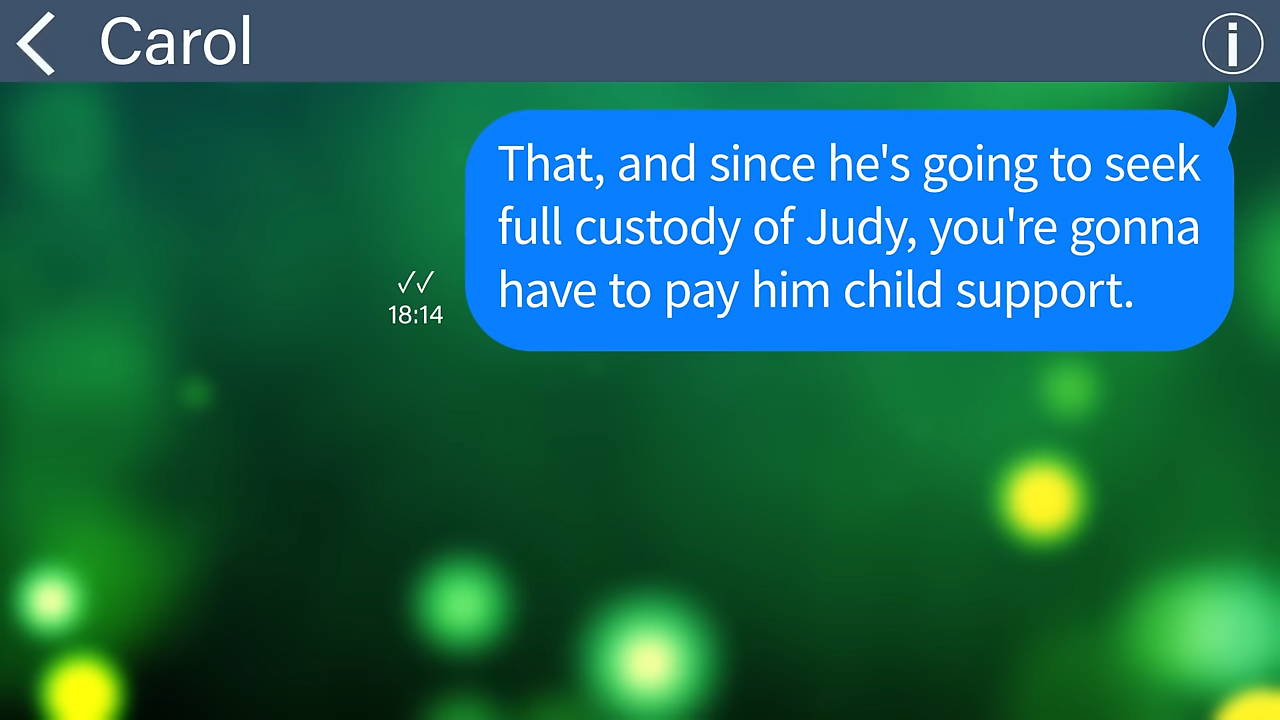 Carol
i
That, and since he's going to seek
full custody of Judy, you're gonna
have to pay him child support.
✓✓
18:14